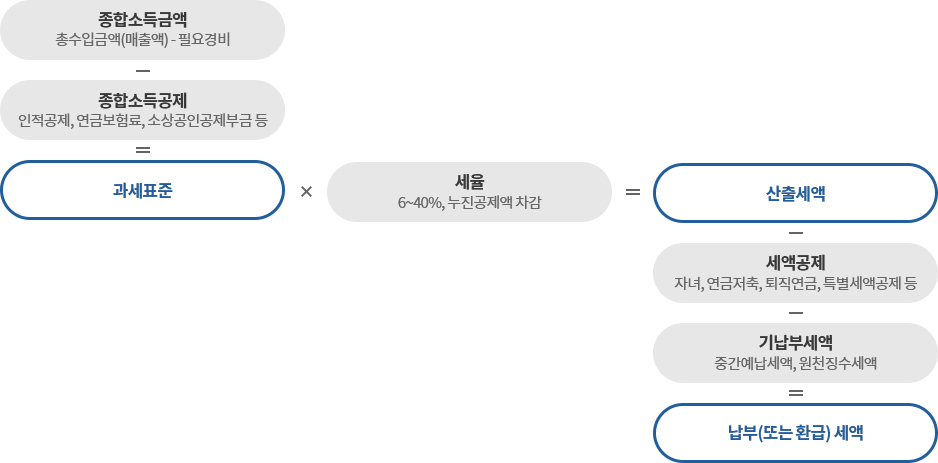 종합소득금액
총수입금액(매출액) - 필요경비
–
종합소득공제
인적공제, 연금보험료, 소상공인공제부금 등
=
과세표준
×
세율
6~40%, 누진공제액 차감
=
산출세액
–
세액공제
자녀, 연금저축, 퇴직연금, 특별세액공제 등
–
기납부세액
중간예납세액, 원천징수세액
=
납부(또는 환급) 세액